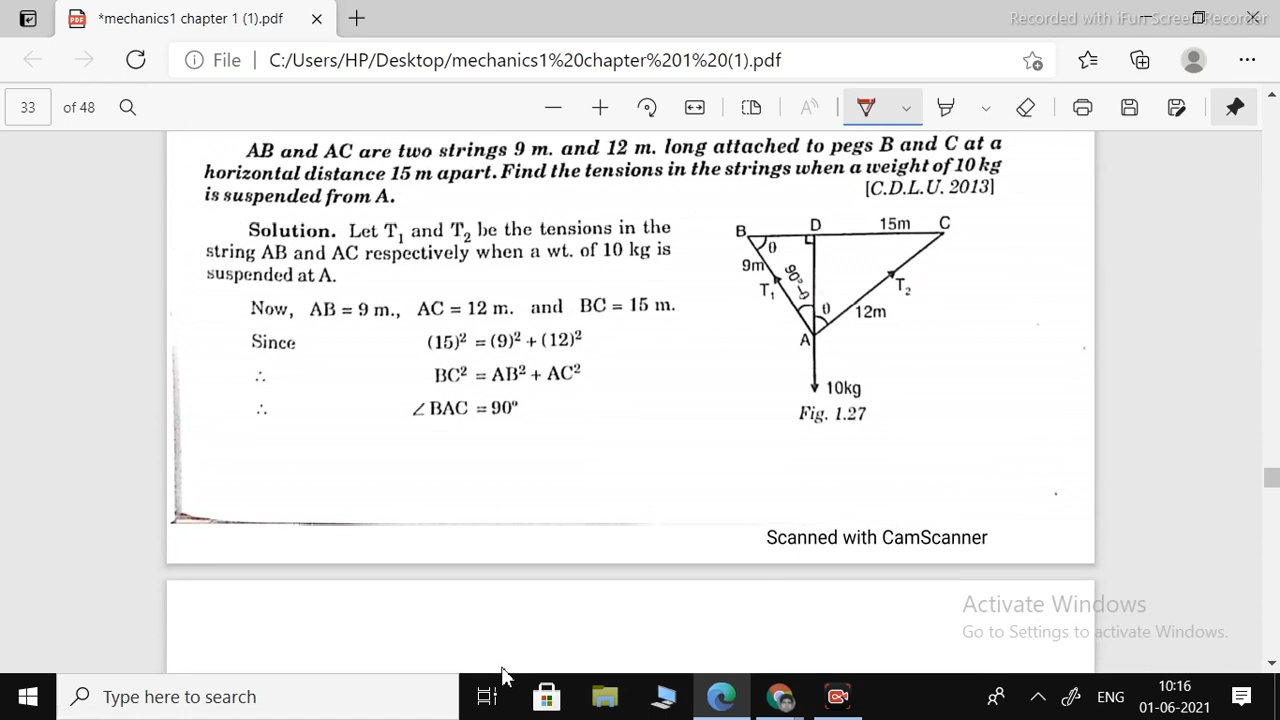 *mechanics1 chapter 1 (1).pdf
Recorded with iFun Screen Recorder
File
C:/Users/HP/Desktop/mechanics1%20chapter%201%20(1).pdf
33 of 48
AB and AC are two strings 9 m. and 12 m. long attached to pegs B and C at a
horizontal distance 15 m apart. Find the tensions in the strings when a weight of 10 kg
is suspended from A.
[C.D.L.U. 2013]
Solution. Let T₁ and T₂ be the tensions in the
string AB and AC respectively when a wt. of 10 kg is
suspended at A.
Now, AB = 9 m., AC = 12 m. and BC = 15 m.
Since (15)² = (9)² + (12)²
∴ BC² = AB² + AC²
∴ ∠BAC = 90º
B D 15m C
θ
9m 90°–θ
T₁ T₂
θ 12m
A
10kg
Fig. 1.27
Scanned with CamScanner
Activate Windows
Go to Settings to activate Windows.
Type here to search
ENG
10:16
01-06-2021